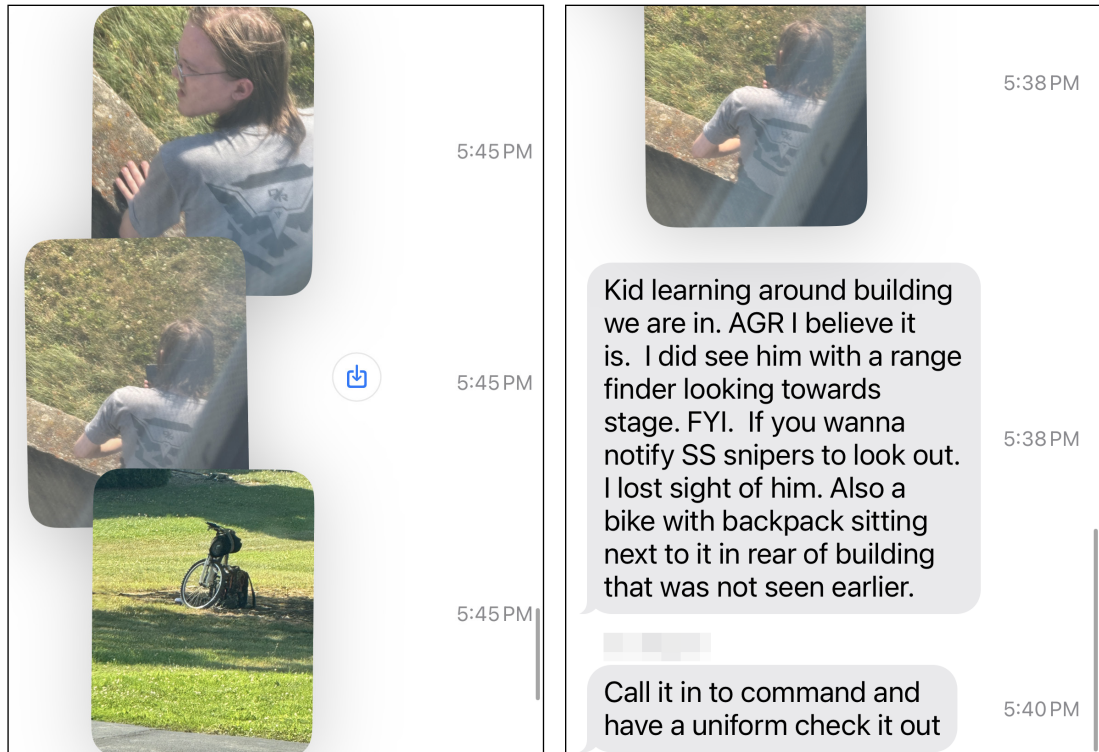 5:45 PM
5:45 PM
5:45 PM
5:38 PM
Kid learning around building
we are in. AGR I believe it
is.  I did see him with a range
finder looking towards
stage. FYI.  If you wanna
notify SS snipers to look out.
I lost sight of him. Also a
bike with backpack sitting
next to it in rear of building
that was not seen earlier.
5:38 PM
Call it in to command and
have a uniform check it out
5:40 PM